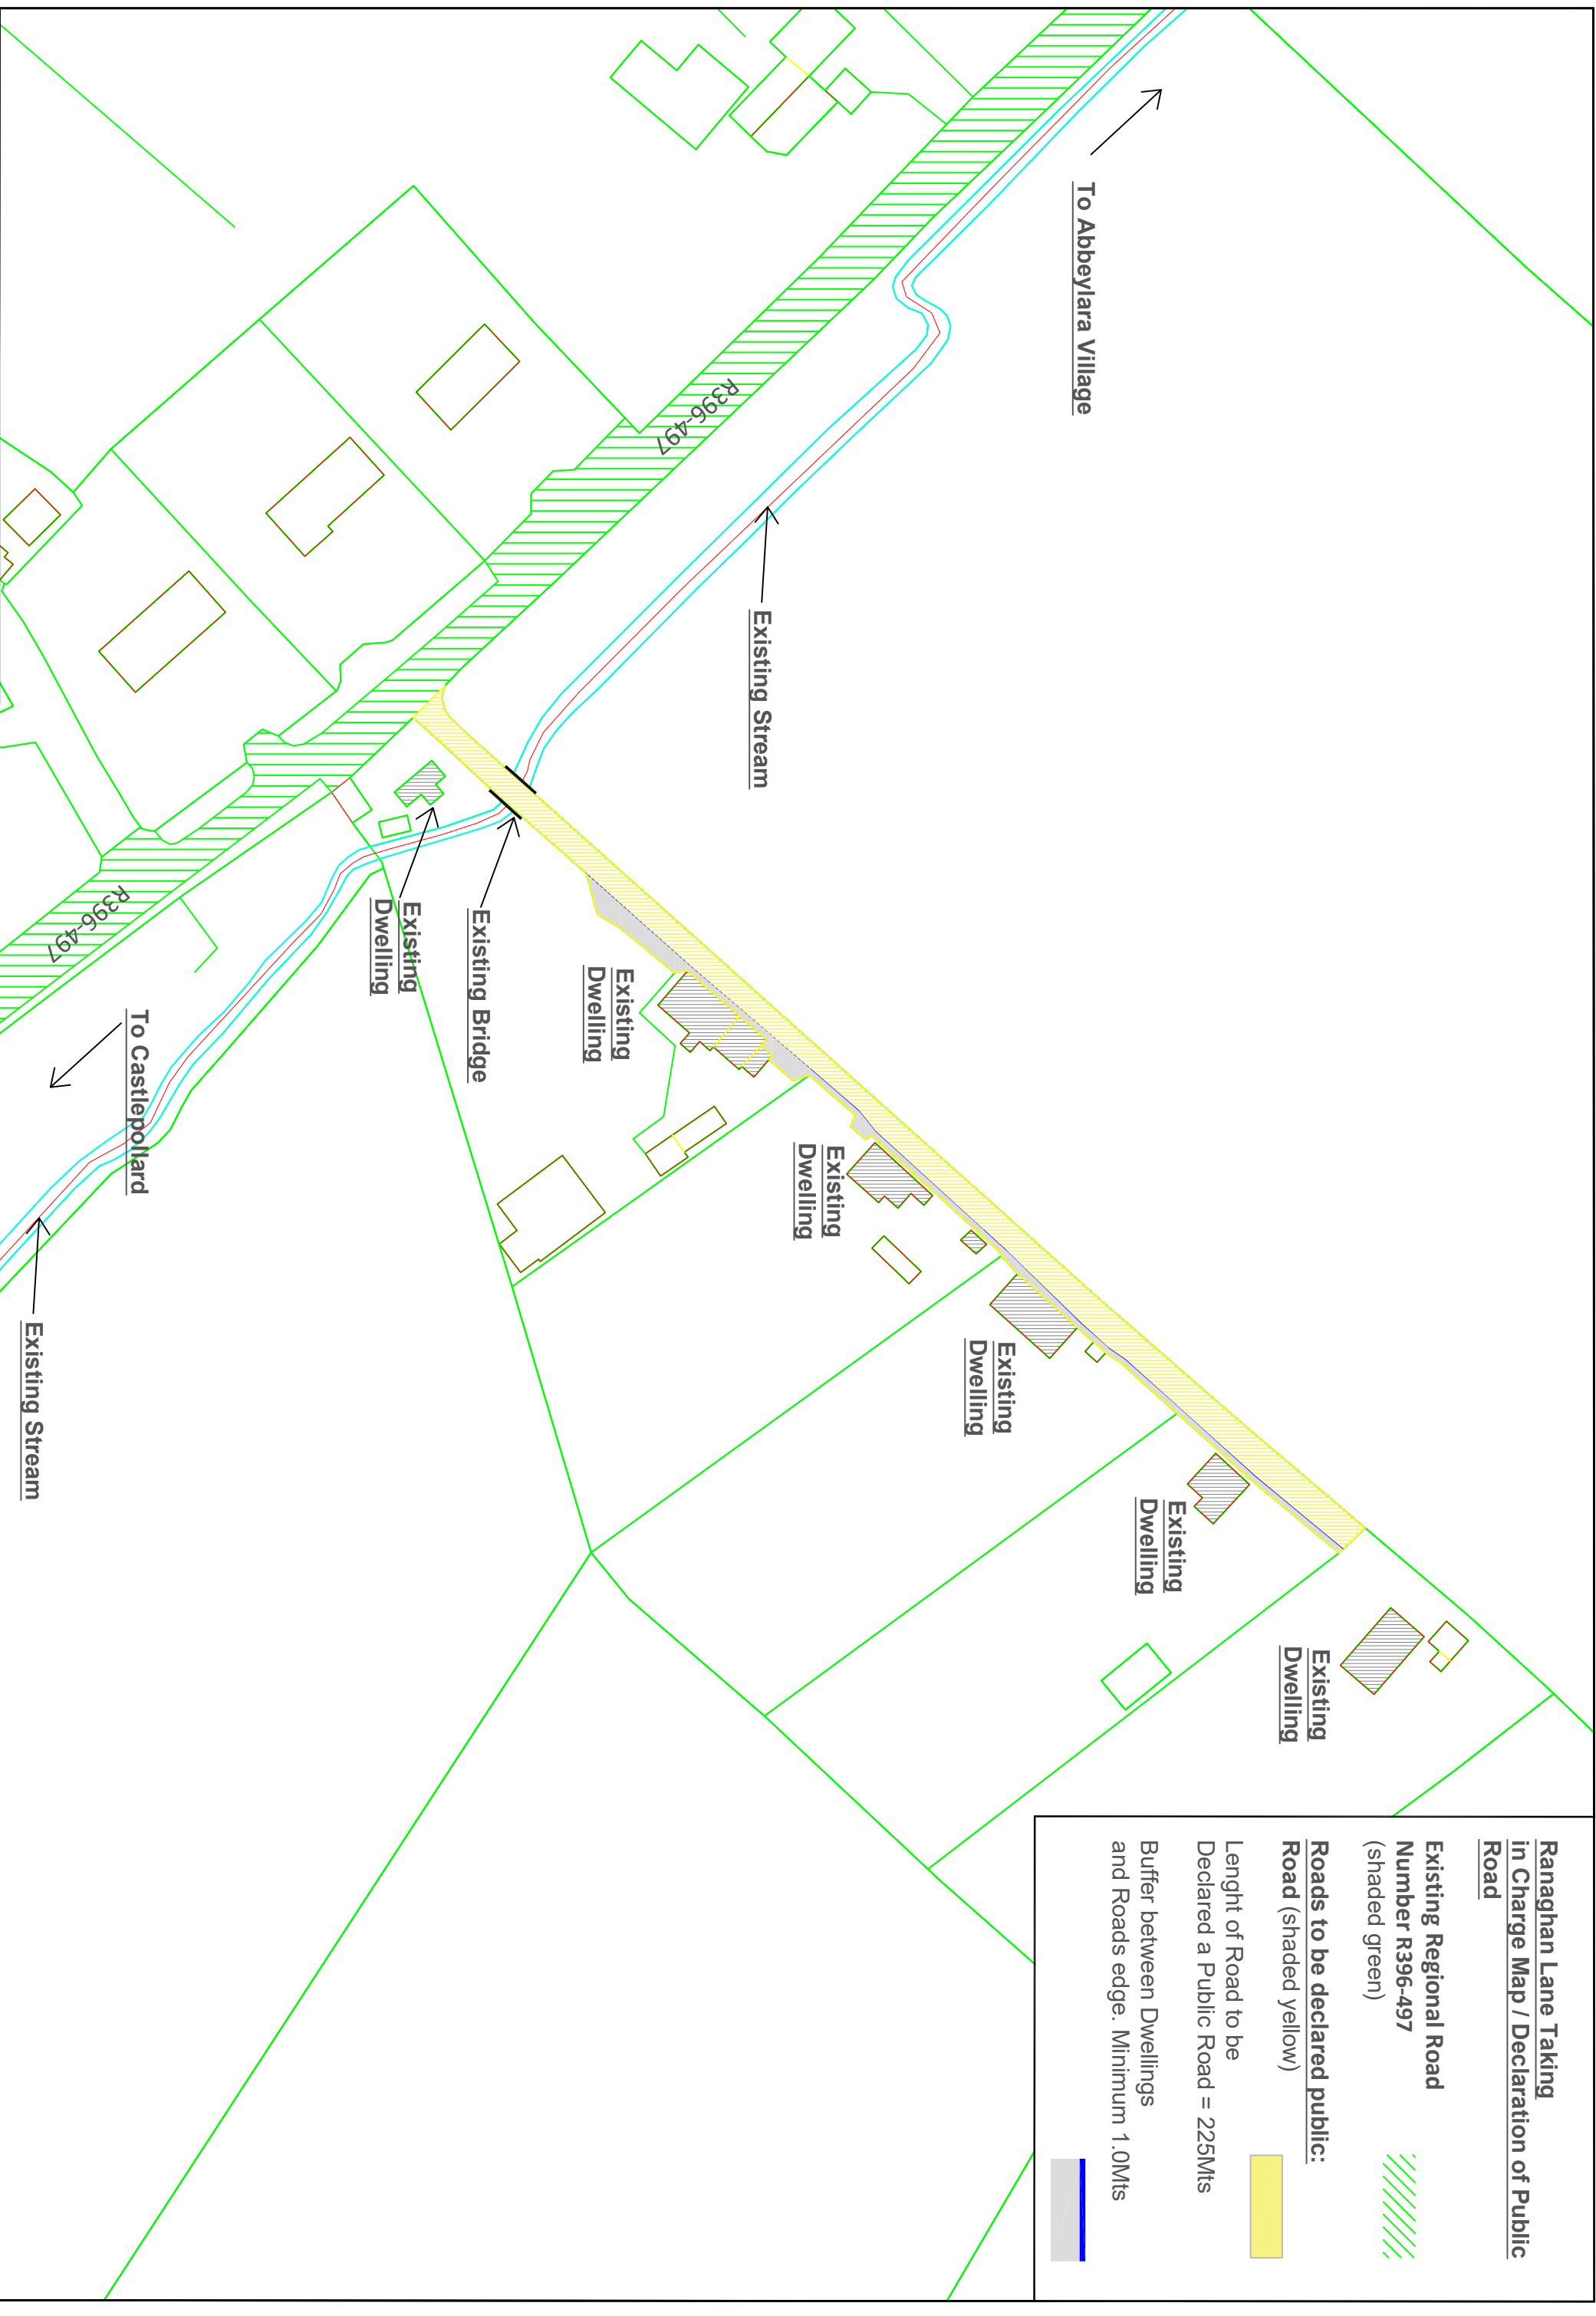 Ranaghan Lane Taking
in Charge Map / Declaration of Public
Road
Existing Regional Road
Number R396-497
(shaded green)
Roads to be declared public:
Road (shaded yellow)
Lenght of Road to be
Declared a Public Road = 225Mts
Buffer between Dwellings
and Roads edge. Minimum 1.0Mts
To Abbeylara Village
R396-497
Existing Stream
Existing
Dwelling
Existing
Dwelling
Existing
Dwelling
Existing
Dwelling
Existing
Dwelling
Existing Bridge
Existing
Dwelling
R396-497
To Castlepollard
Existing Stream